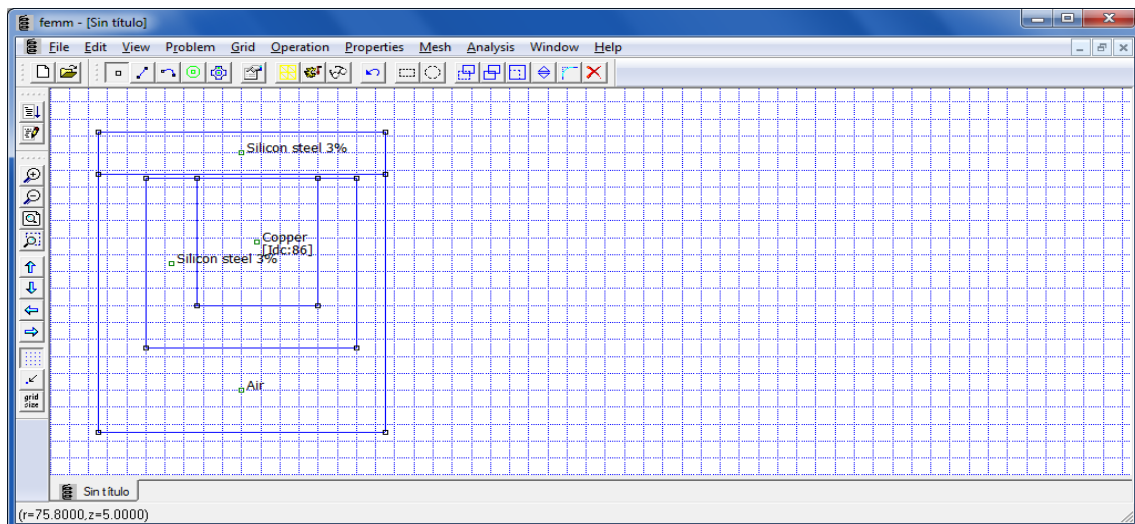 femm - [Sin título]
File Edit View Problem Grid Operation Properties Mesh Analysis Window Help
Silicon steel 3%
Copper
[Idc:86]
Silicon steel 3%
Air
grid
size
Sin título
(r=75.8000,z=5.0000)